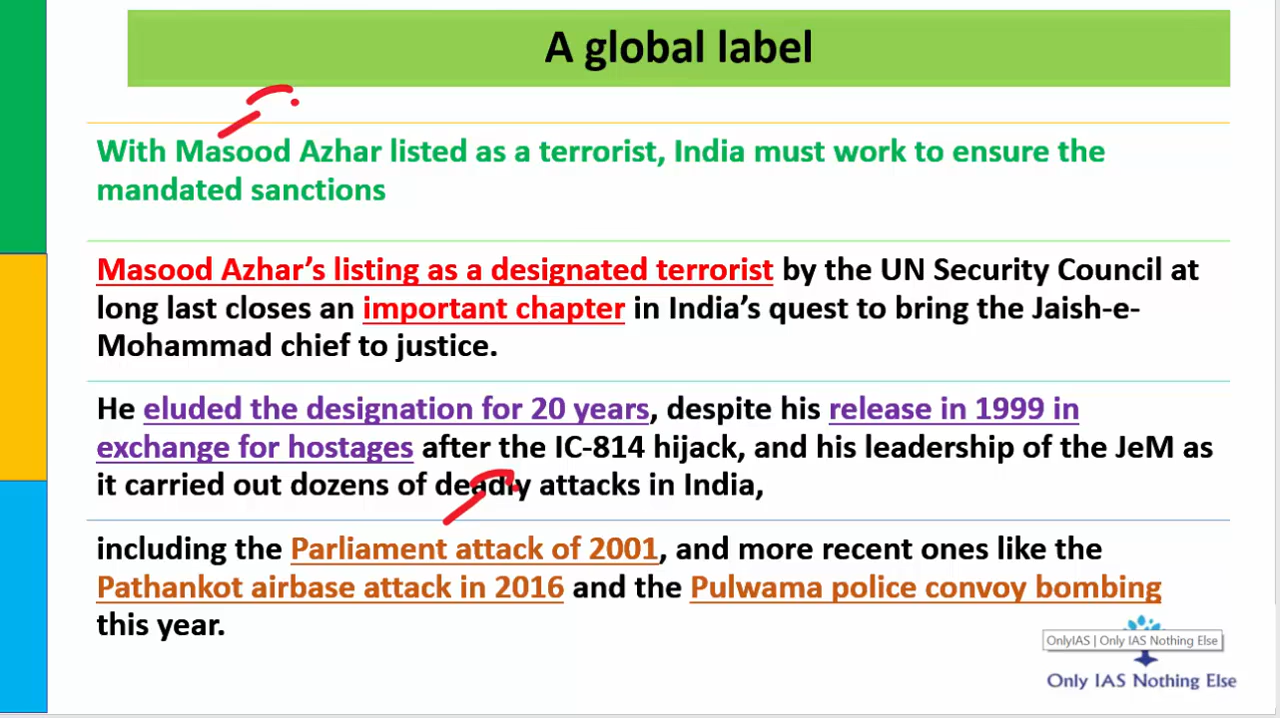 A global label
With Masood Azhar listed as a terrorist, India must work to ensure the
mandated sanctions
Masood Azhar’s listing as a designated terrorist by the UN Security Council at
long last closes an important chapter in India’s quest to bring the Jaish-e-
Mohammad chief to justice.
He eluded the designation for 20 years, despite his release in 1999 in
exchange for hostages after the IC-814 hijack, and his leadership of the JeM as
it carried out dozens of deadly attacks in India,
including the Parliament attack of 2001, and more recent ones like the
Pathankot airbase attack in 2016 and the Pulwama police convoy bombing
this year.
OnlyIAS | Only IAS Nothing Else
Only IAS Nothing Else